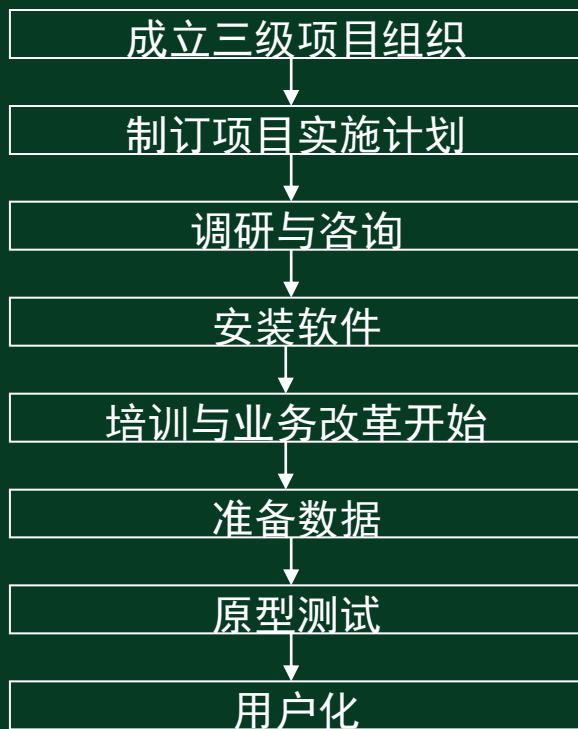 成立三级项目组织
制订项目实施计划
调研与咨询
安装软件
培训与业务改革开始
准备数据
原型测试
用户化